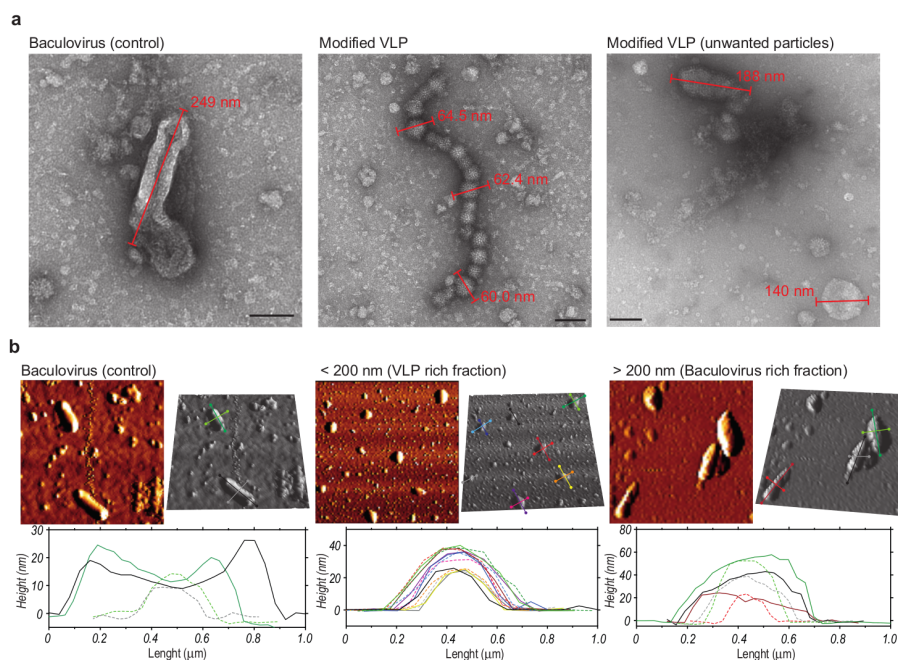 a
Baculovirus (control)
Modified VLP
Modified VLP (unwanted particles)
249 nm
61.5 nm
62.4 nm
60.0 nm
188 nm
140 nm
b
Baculovirus (control)
< 200 nm (VLP rich fraction)
> 200 nm (Baculovirus rich fraction)
Height (nm)
30
20
10
0
0.0
0.2
0.4
0.6
0.8
1.0
Lenght (μm)
Height (nm)
40
20
0
0.0
0.2
0.4
0.6
0.8
1.0
Lenght (μm)
Height (nm)
80
60
40
20
0
0.0
0.2
0.4
0.6
0.8
1.0
Lenght (μm)